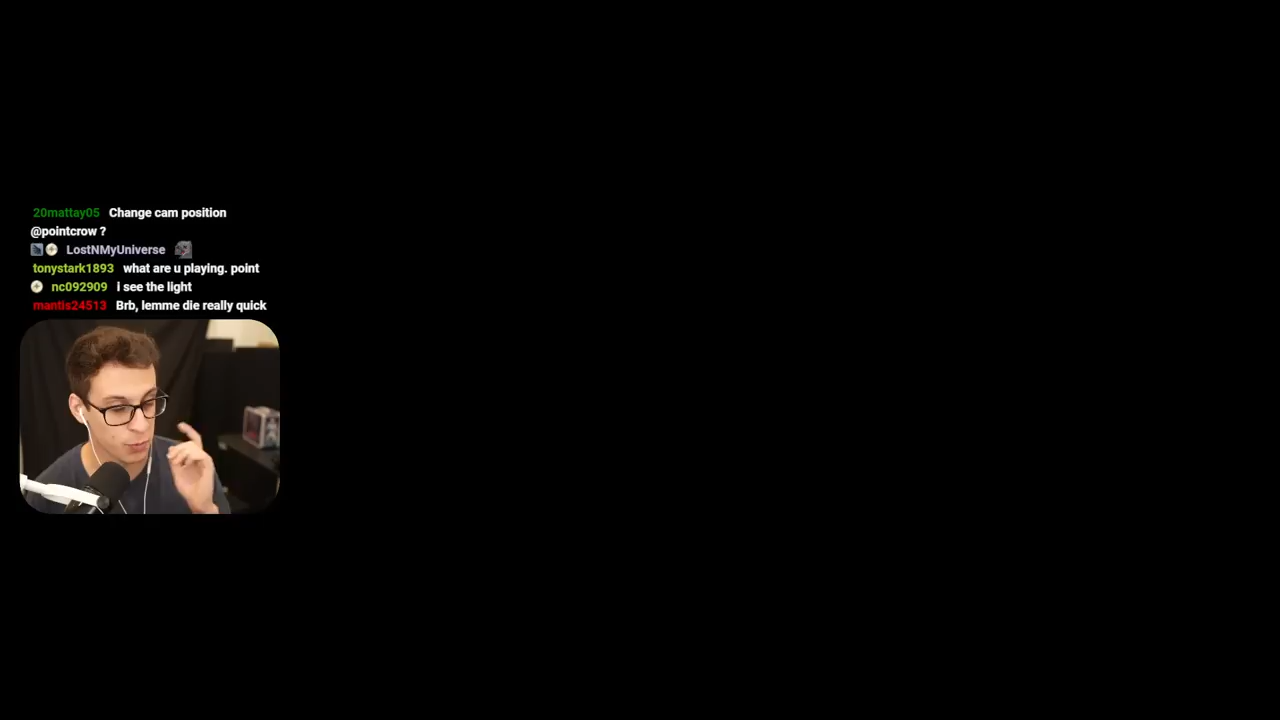 20mattay05 Change cam position
@pointcrow ?
LostNMyUniverse
tonystark1893 what are u playing. point
nc092909 i see the light
mantis24513 Brb, lemme die really quick